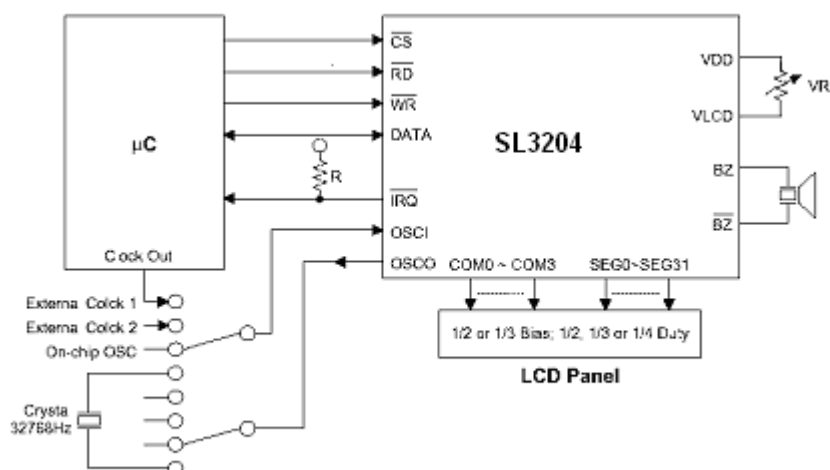 μC
Clock Out
CS
RD
WR
DATA
IRQ
OSCI
OSCO
R
SL3204
VDD
VLCD
VR
BZ
BZ
COM0 ~ COM3
SEG0~SEG31
1/2 or 1/3 Bias; 1/2, 1/3 or 1/4 Duty
LCD Panel
Externa Colck 1
Externa Colck 2
On-chip OSC
Crysta
32768Hz